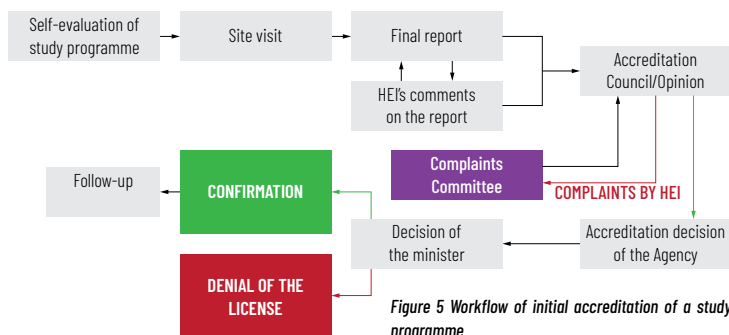 Self-evaluation of
study programme
Site visit
Final report
HEI's comments
on the report
Accreditation
Council/Opinion
Complaints
Committee
COMPLAINTS BY HEI
Follow-up
CONFIRMATION
Decision of
the minister
Accreditation decision
of the Agency
DENIAL OF THE
LICENSE
Figure 5 Workflow of initial accreditation of a study
programme